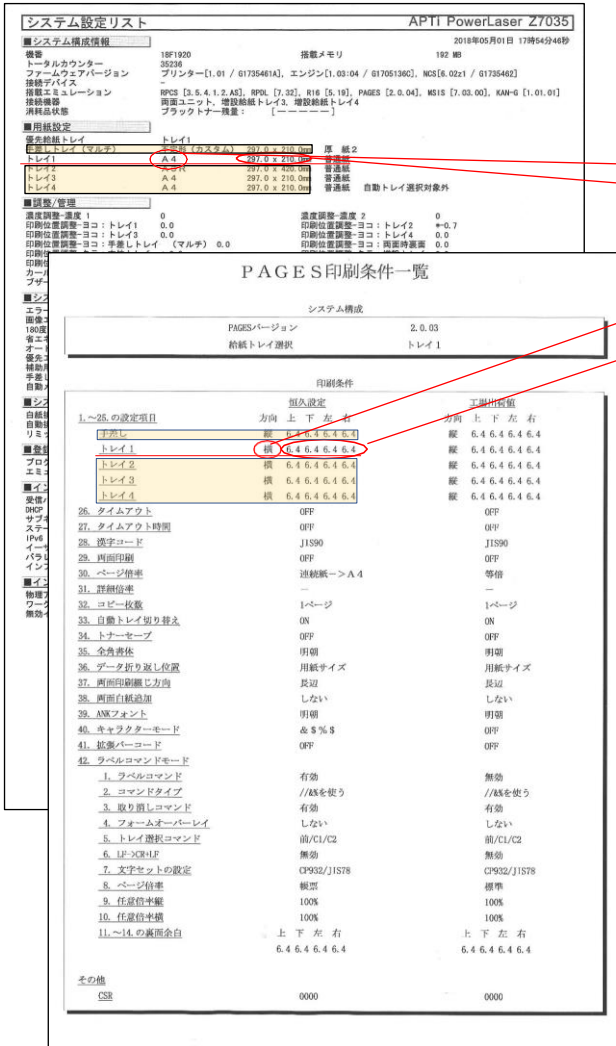 システム設定リスト APTi PowerLaser Z7035
■システム構成情報 2018年05月01日 17時54分46秒
機番 18F1920 搭載メモリ 192 MB
トータルカウンター 35236
ファームウェアバージョン プリンター[1.01 / G1735461A], エンジン[1.03:04 / G1705136C], NCS[6.02z1 / G1735462]
接続デバイス -
搭載エミュレーション RPCS [3.5.4.1.2.AS], RPDL [7.32], R16 [5.19], PAGES [2.0.04], MSIS [7.03.00], KAN-G [1.01.01]
接続機器 両面ユニット, 増設給紙トレイ3, 増設給紙トレイ4
消耗品状態 ブラックトナー残量: [-----]
■用紙設定
優先給紙トレイ トレイ1
手差しトレイ (マルチ) 不定形 (カスタム) 297.0 x 210.0mm 厚 紙2
トレイ1 A4 297.0 x 210.0mm 普通紙
トレイ2 297.0 x 420.0mm 普通紙
トレイ3 A4 297.0 x 210.0mm 普通紙
トレイ4 A4 297.0 x 210.0mm 普通紙 自動トレイ選択対象外
■調整/管理
濃度調整-濃度 1 0 濃度調整-濃度 2 0
印刷位置調整-ヨコ:トレイ1 0 印刷位置調整-ヨコ:トレイ2 *-0.7
印刷位置調整-ヨコ:トレイ3 0.0 印刷位置調整-ヨコ:トレイ4 0.0
印刷位置調整-ヨコ:手差しトレイ (マルチ) 0.0 印刷位置調整-ヨコ:両面時裏面 0.0
PAGES印刷条件一覧
システム構成
PAGESバージョン 2.0.03
給紙トレイ選択 トレイ1
印刷条件
恒久設定 工場出荷値
1.~25.の設定項目 方向 上 下 左 右 方向 上 下 左 右
手差し 縦 6.4 6.4 6.4 6.4 縦 6.4 6.4 6.4 6.4
トレイ1 横 6.4 6.4 6.4 6.4 縦 6.4 6.4 6.4 6.4
トレイ2 横 6.4 6.4 6.4 6.4 縦 6.4 6.4 6.4 6.4
トレイ3 横 6.4 6.4 6.4 6.4 縦 6.4 6.4 6.4 6.4
トレイ4 横 6.4 6.4 6.4 6.4 縦 6.4 6.4 6.4 6.4
26. タイムアウト OFF OFF
27. タイムアウト時間 OFF OFF
28. 漢字コード JIS90 JIS90
29. 両面印刷 OFF OFF
30. ページ倍率 連続紙->A4 等倍
31. 詳細倍率 — —
32. コピー枚数 1ページ 1ページ
33. 自動トレイ切り替え ON ON
34. トナーセーブ OFF OFF
35. 全角書体 明朝 明朝
36. データ折り返し位置 用紙サイズ 用紙サイズ
37. 両面印刷綴じ方向 長辺 長辺
38. 両面白紙追加 しない しない
39. ANKフォント 明朝 明朝
40. キャラクターモード &$%$ OFF
41. 拡張バーコード OFF OFF
42. ラベルコマンドモード
1. ラベルコマンド 有効 無効
2. コマンドタイプ //&%を使う //&%を使う
3. 取り消しコマンド 有効 有効
4. フォームオーバーレイ しない しない
5. トレイ選択コマンド 前/C1/C2 前/C1/C2
6. LF->CR+LF 無効 無効
7. 文字セットの設定 CP932/JIS78 CP932/JIS78
8. ページ倍率 帳票 標準
9. 任意倍率縦 100% 100%
10. 任意倍率横 100% 100%
11.~14.の裏面余白 上 下 左 右 上 下 左 右
6.4 6.4 6.4 6.4 6.4 6.4 6.4 6.4
その他
CSR 0000 0000